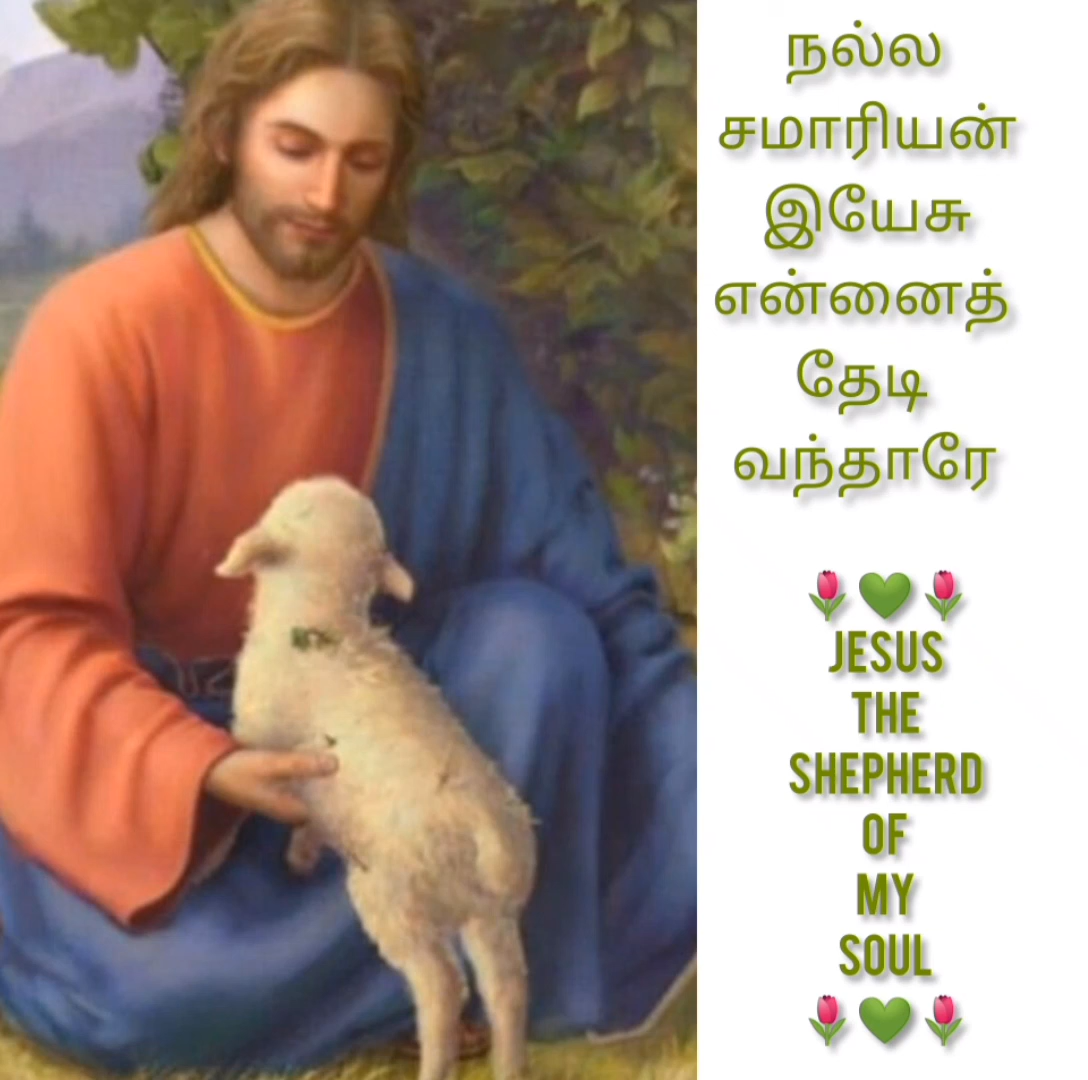 நல்ல
சமாரியன்
இயேசு
என்னைத்
தேடி
வந்தாரே
🌷💚🌷
JESUS
THE
SHEPHERD
OF
MY
SOUL
🌷💚🌷